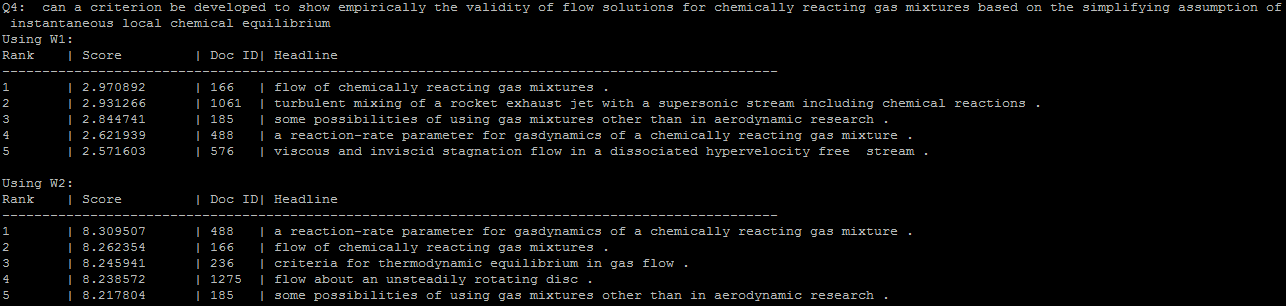 Q4:  can a criterion be developed to show empirically the validity of flow solutions for chemically reacting gas mixtures based on the simplifying assumption of
 instantaneous local chemical equilibrium
Using W1:
Rank    | Score         | Doc ID| Headline
-------------------------------------------------------------------------------------------------
1       | 2.970892      | 166   | flow of chemically reacting gas mixtures .
2       | 2.931266      | 1061  | turbulent mixing of a rocket exhaust jet with a supersonic stream including chemical reactions .
3       | 2.844741      | 185   | some possibilities of using gas mixtures other than in aerodynamic research .
4       | 2.621939      | 488   | a reaction-rate parameter for gasdynamics of a chemically reacting gas mixture .
5       | 2.571603      | 576   | viscous and inviscid stagnation flow in a dissociated hypervelocity free  stream .

Using W2:
Rank    | Score         | Doc ID| Headline
-------------------------------------------------------------------------------------------------
1       | 8.309507      | 488   | a reaction-rate parameter for gasdynamics of a chemically reacting gas mixture .
2       | 8.262354      | 166   | flow of chemically reacting gas mixtures .
3       | 8.245941      | 236   | criteria for thermodynamic equilibrium in gas flow .
4       | 8.238572      | 1275  | flow about an unsteadily rotating disc .
5       | 8.217804      | 185   | some possibilities of using gas mixtures other than in aerodynamic research .